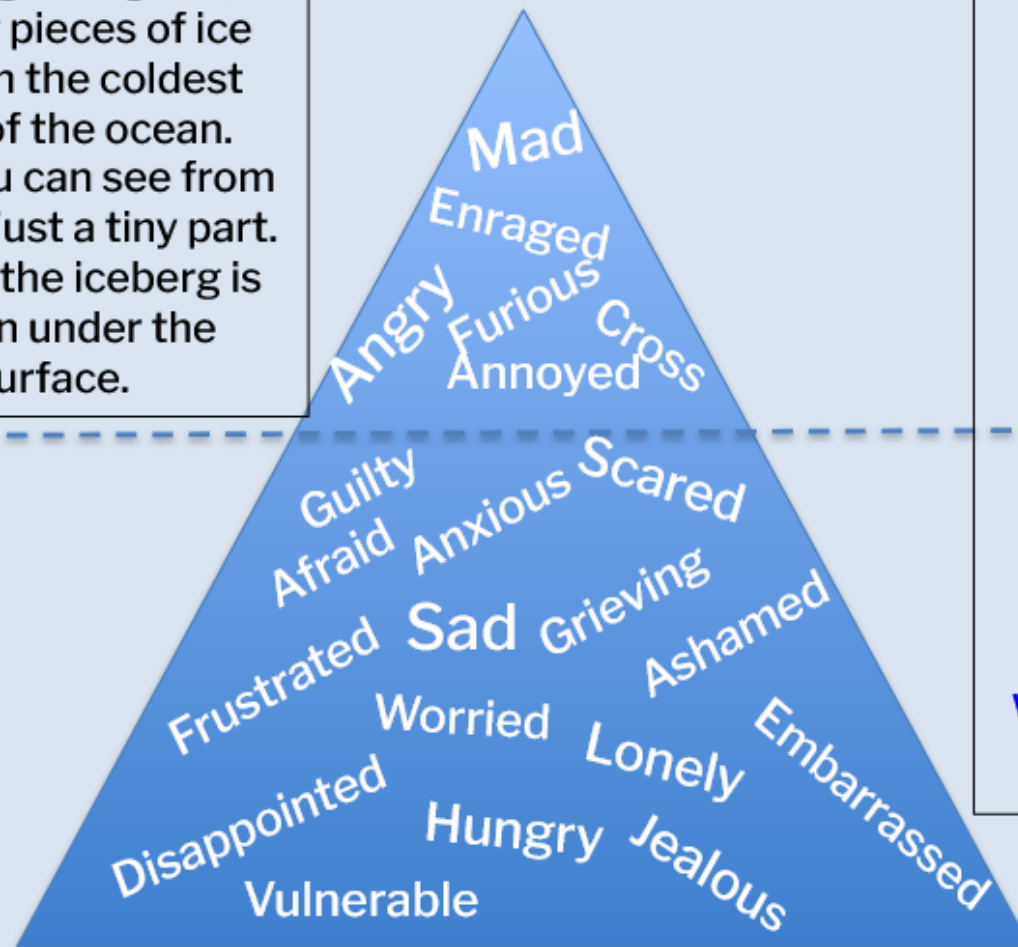 pieces of ice
the coldest
of the ocean.
can see from
just a tiny part.
the iceberg is
under the
Mad
Enraged
Furious
Angry
Cross
Annoyed
Scared
Guilty
Anxious
Afraid
Grieving
Sad
Ashamed
Frustrated
Worried
Lonely
Embarrassed
Disappointed
Hungry
Jealous
Vulnerable